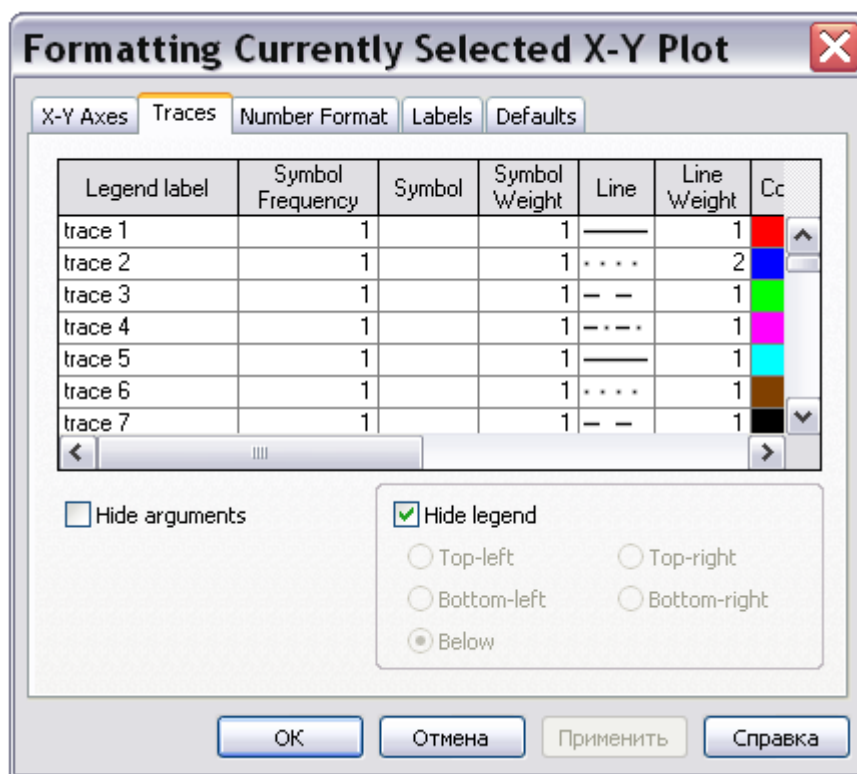 Formatting Currently Selected X-Y Plot
X-Y Axes Traces Number Format Labels Defaults
Legend label Symbol Frequency Symbol Symbol Weight Line Line Weight Co
trace 1 1 1 1
trace 2 1 1 2
trace 3 1 1 1
trace 4 1 1 1
trace 5 1 1 1
trace 6 1 1 1
trace 7 1 1 1
Hide arguments Hide legend
Top-left Top-right
Bottom-left Bottom-right
Below
OK Отмена Применить Справка